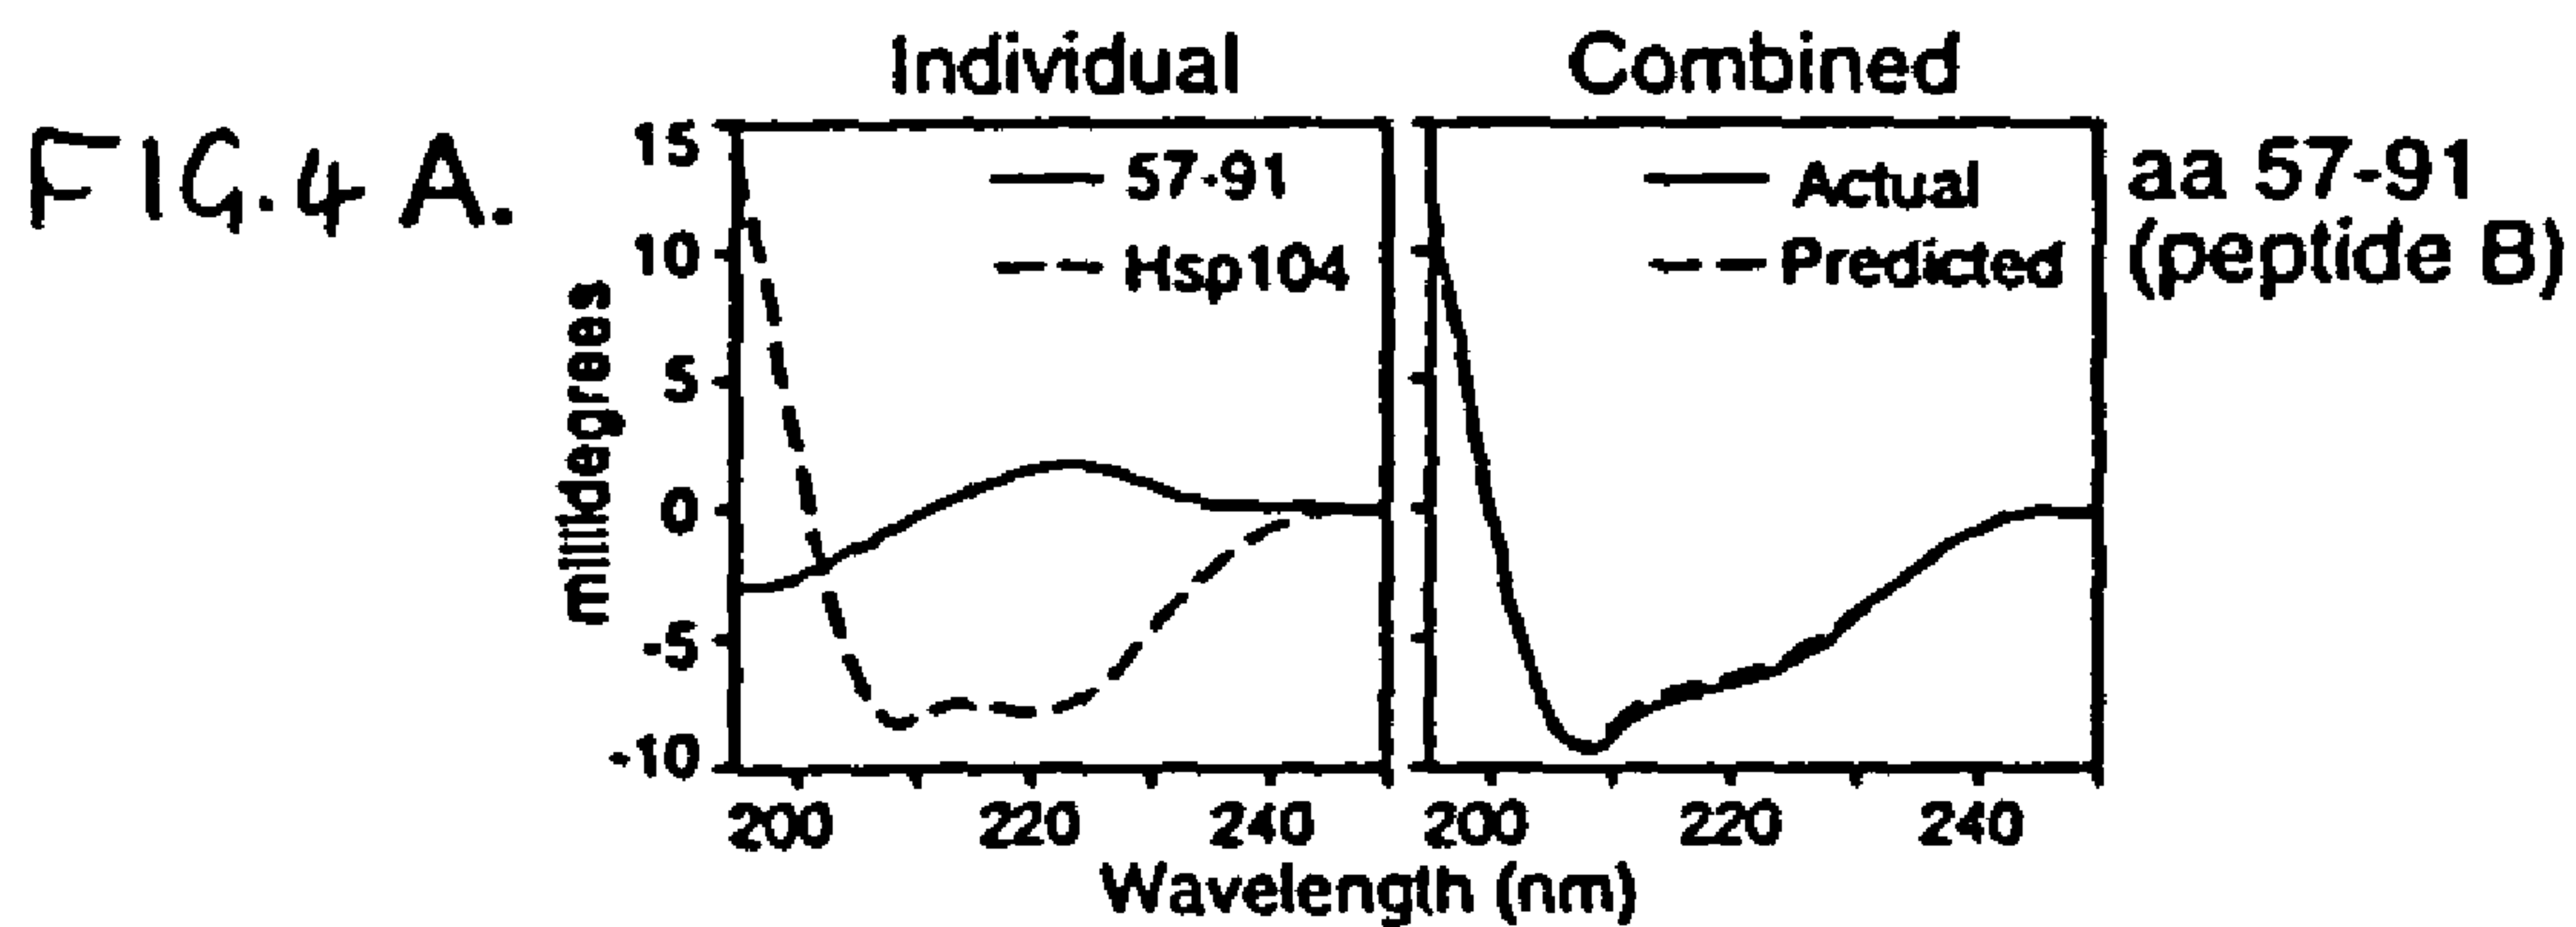 FIG. 4 A.
Individual
Combined
15
10
5
0
-5
-10
millidegrees
57-91
Hsp104
Actual
Predicted
aa 57-91
(peptide B)
200 220 240
200 220 240
Wavelength (nm)